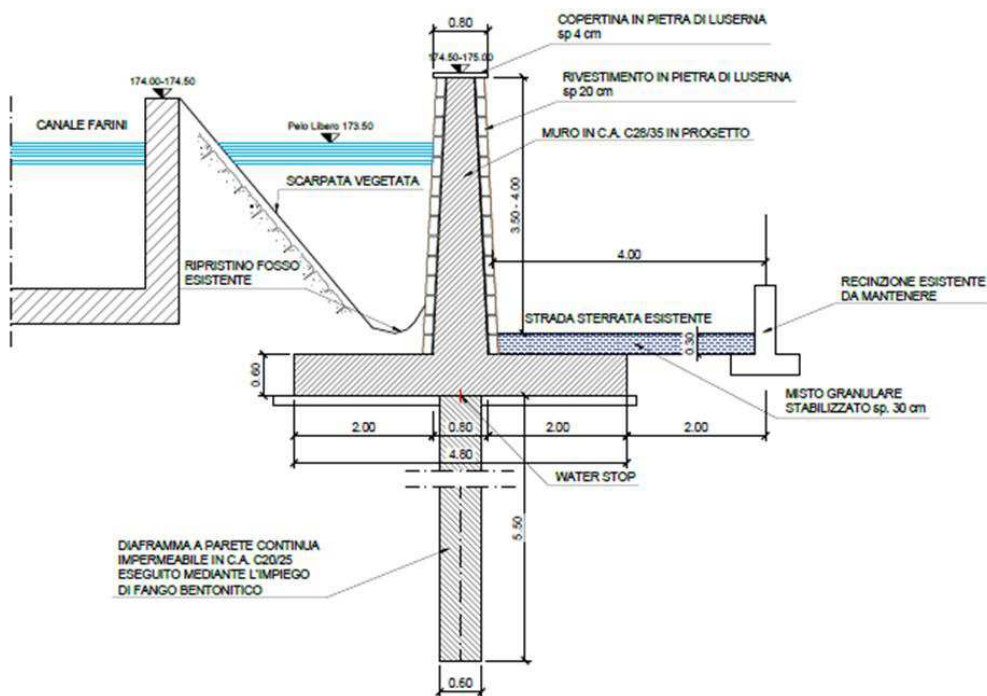 0.80
COPERTINA IN PIETRA DI LUSERNA
sp 4 cm
174.50-175.00
174.00-174.50
RIVESTIMENTO IN PIETRA DI LUSERNA
sp 20 cm
CANALE FARINI
Pelo Libero 173.50
MURO IN C.A. C28/35 IN PROGETTO
SCARPATA VEGETATA
3.50 - 4.00
4.00
RIPRISTINO FOSSO
ESISTENTE
RECINZIONE ESISTENTE
DA MANTENERE
STRADA STERRATA ESISTENTE
0.30
0.60
MISTO GRANULARE
STABILIZZATO sp. 30 cm
2.00
0.80
2.00
2.00
4.80
WATER STOP
5.50
DIAFRAMMA A PARETE CONTINUA
IMPERMEABILE IN C.A. C20/25
ESEGUITO MEDIANTE L'IMPIEGO
DI FANGO BENTONITICO
0.60